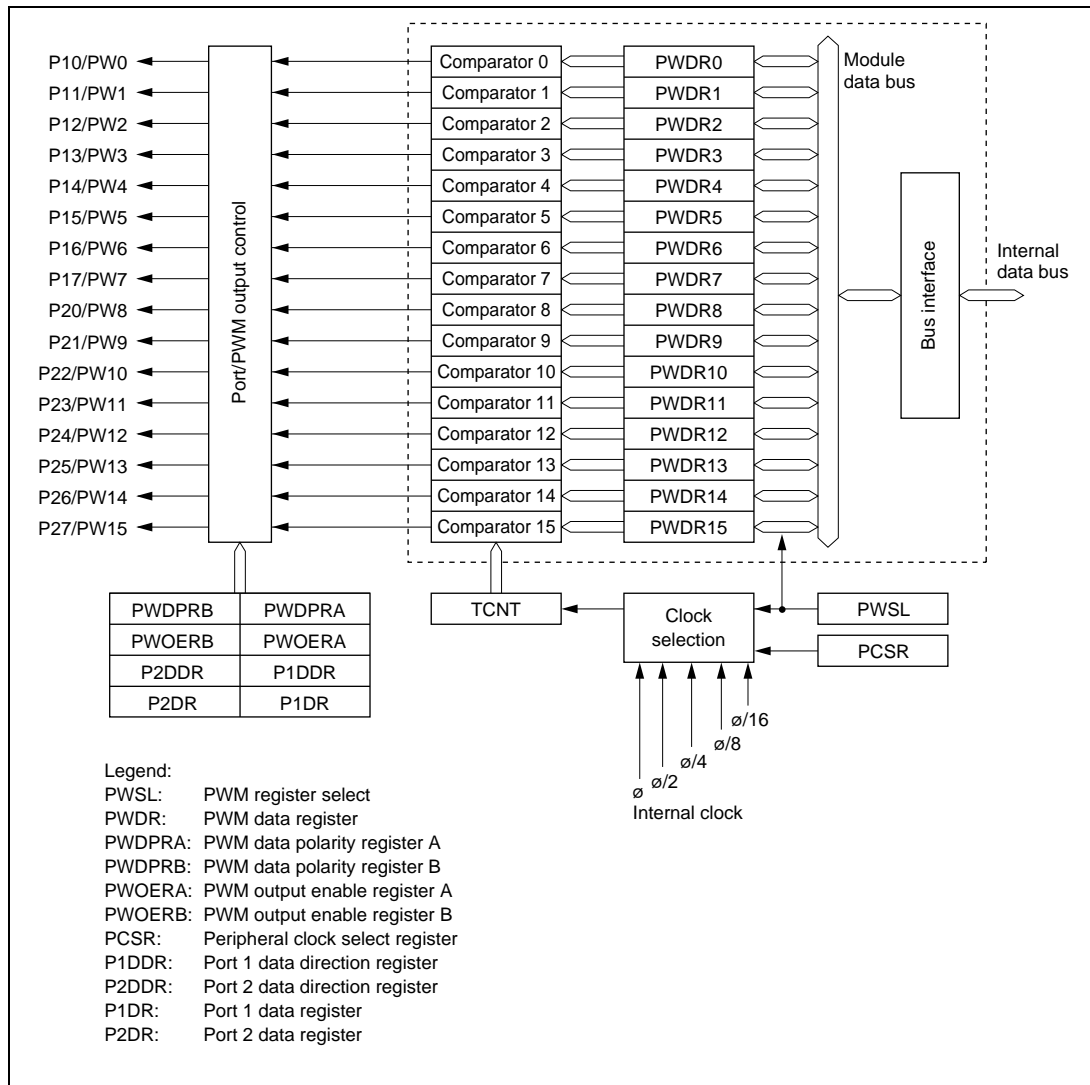 P10/PW0
P11/PW1
P12/PW2
P13/PW3
P14/PW4
P15/PW5
P16/PW6
P17/PW7
P20/PW8
P21/PW9
P22/PW10
P23/PW11
P24/PW12
P25/PW13
P26/PW14
P27/PW15
Port/PWM output control
Comparator 0
Comparator 1
Comparator 2
Comparator 3
Comparator 4
Comparator 5
Comparator 6
Comparator 7
Comparator 8
Comparator 9
Comparator 10
Comparator 11
Comparator 12
Comparator 13
Comparator 14
Comparator 15
PWDR0
PWDR1
PWDR2
PWDR3
PWDR4
PWDR5
PWDR6
PWDR7
PWDR8
PWDR9
PWDR10
PWDR11
PWDR12
PWDR13
PWDR14
PWDR15
Module
data bus
Bus interface
Internal
data bus
PWDPRB PWDPRA
PWOERB PWOERA
P2DDR P1DDR
P2DR P1DR
TCNT
Clock
selection
PWSL
PCSR
ø/16
ø/8
ø/4
ø/2
ø
Internal clock
Legend:
PWSL: PWM register select
PWDR: PWM data register
PWDPRA: PWM data polarity register A
PWDPRB: PWM data polarity register B
PWOERA: PWM output enable register A
PWOERB: PWM output enable register B
PCSR: Peripheral clock select register
P1DDR: Port 1 data direction register
P2DDR: Port 2 data direction register
P1DR: Port 1 data register
P2DR: Port 2 data register